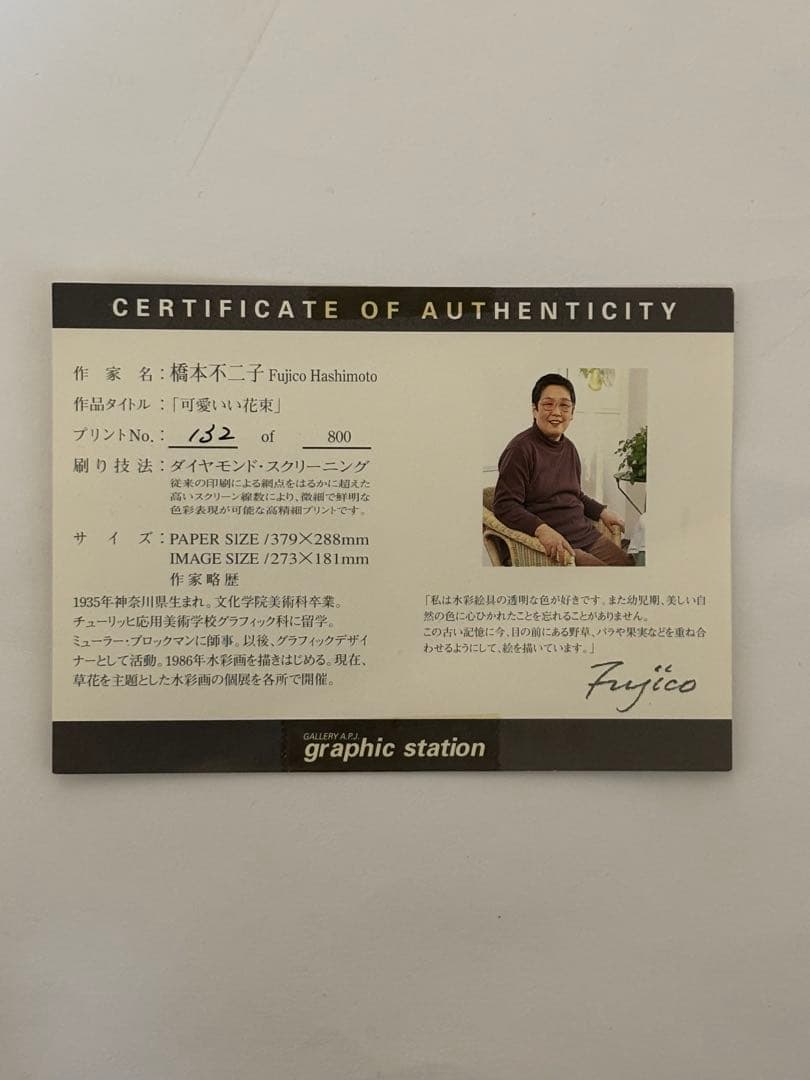 CERTIFICATE OF AUTHENTICITY
作家名：橋本不二子 Fujico Hashimoto
作品タイトル：「可愛いい花束」
プリントNo.：132 of 800
刷り技法：ダイヤモンド・スクリーニング
従来の印刷による網点をはるかに超えた
高いスクリーン線数により、微細で鮮明な
色彩表現が可能な高精細プリントです。
サイズ：PAPER SIZE /379×288mm
IMAGE SIZE /273×181mm
作家略歴
1935年神奈川県生まれ。文化学院美術科卒業。
チューリッヒ応用美術学校グラフィック科に留学。
ミューラー・ブロックマンに師事。以後、グラフィックデザイ
ナーとして活動。1986年水彩画を描きはじめる。現在、
草花を主題とした水彩画の個展を各所で開催。
「私は水彩絵具の透明な色が好きです。また幼児期、美しい自
然の色に心ひかれたことを忘れることがありません。
この古い記憶に今、目の前にある野草、バラや果実などを重ね合
わせるようにして、絵を描いています。」
Fujico
GALLERY A.P.J.
graphic station